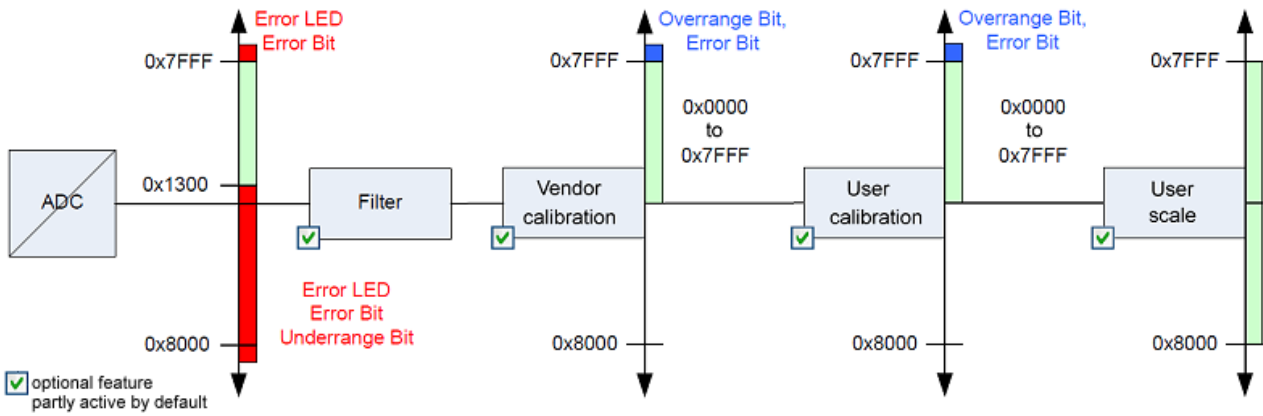 Error LED
Error Bit
Overrange Bit,
Error Bit
Overrange Bit,
Error Bit
0x7FFF
0x7FFF
0x7FFF
0x7FFF
0x0000
to
0x7FFF
0x0000
to
0x7FFF
0x1300
ADC
Filter
Vendor
calibration
User
calibration
User
scale
Error LED
Error Bit
Underrange Bit
0x8000
0x8000
0x8000
0x8000
optional feature
partly active by default